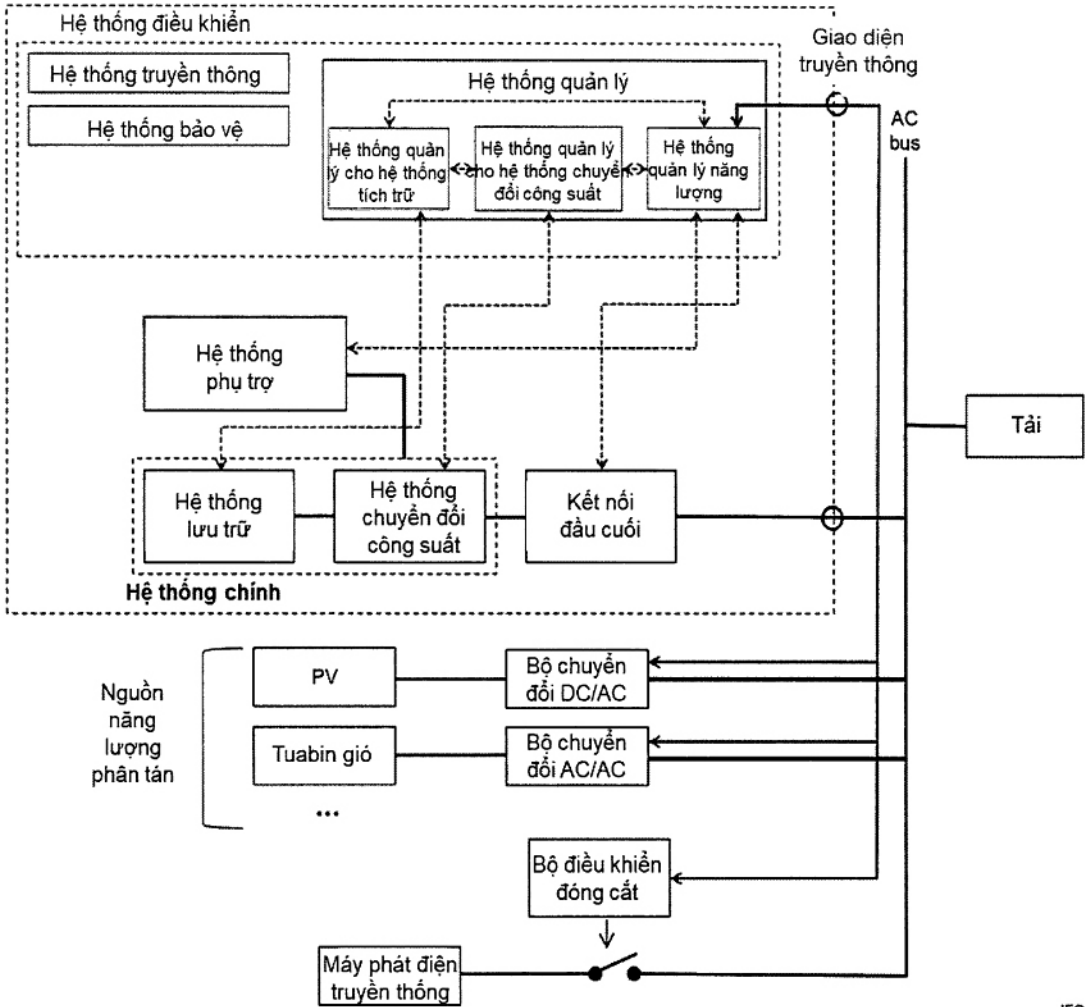 Hệ thống điều khiển
Hệ thống truyền thông
Hệ thống bảo vệ
Hệ thống quản lý
Hệ thống quản
lý cho hệ thống
tích trữ
Hệ thống quản lý
cho hệ thống chuyển
đổi công suất
Hệ thống
quản lý năng
lượng
Giao diện
truyền thông
AC
bus
Hệ thống
phụ trợ
Tải
Hệ thống
lưu trữ
Hệ thống
chuyển đổi
công suất
Kết nối
đầu cuối
Hệ thống chính
Nguồn
năng
lượng
phân tán
PV
Bộ chuyển
đổi DC/AC
Tuabin gió
Bộ chuyển
đổi AC/AC
...
Bộ điều khiển
đóng cắt
Máy phát điện
truyền thống